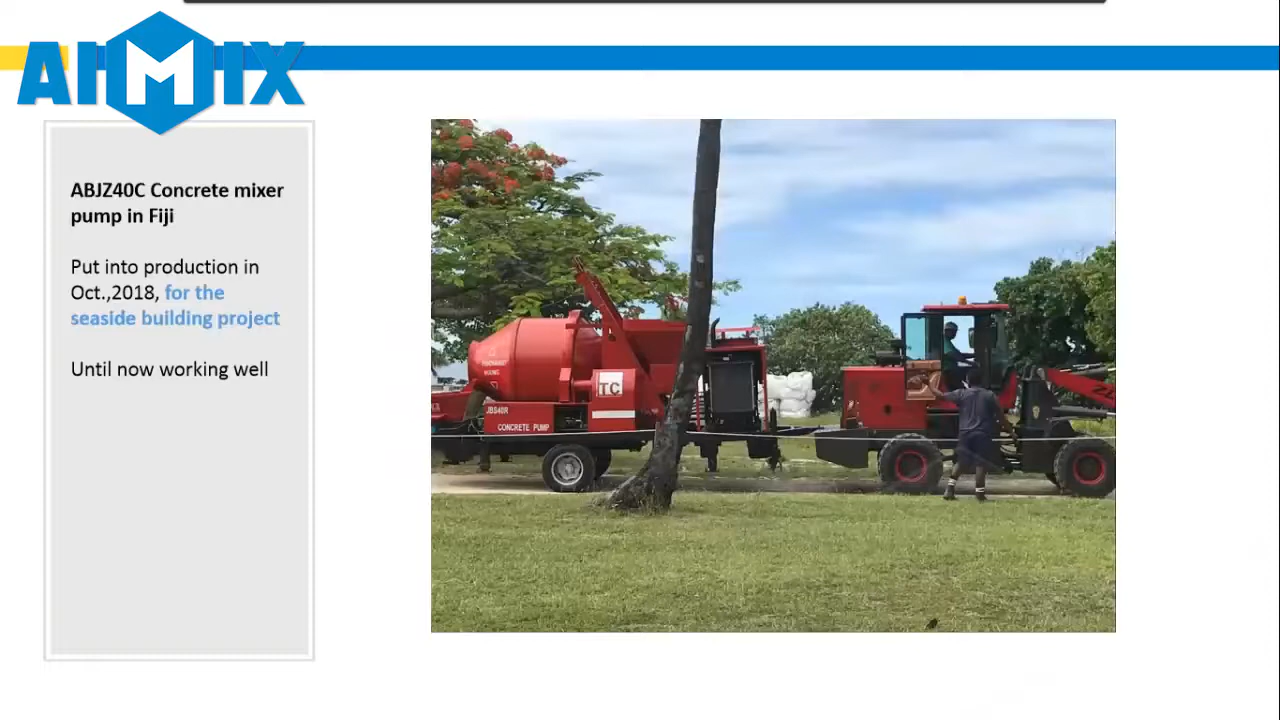 AIMIX
ABJZ40C Concrete mixer
pump in Fiji
Put into production in
Oct.,2018, for the
seaside building project
Until now working well
TC
JBS40R
CONCRETE PUMP